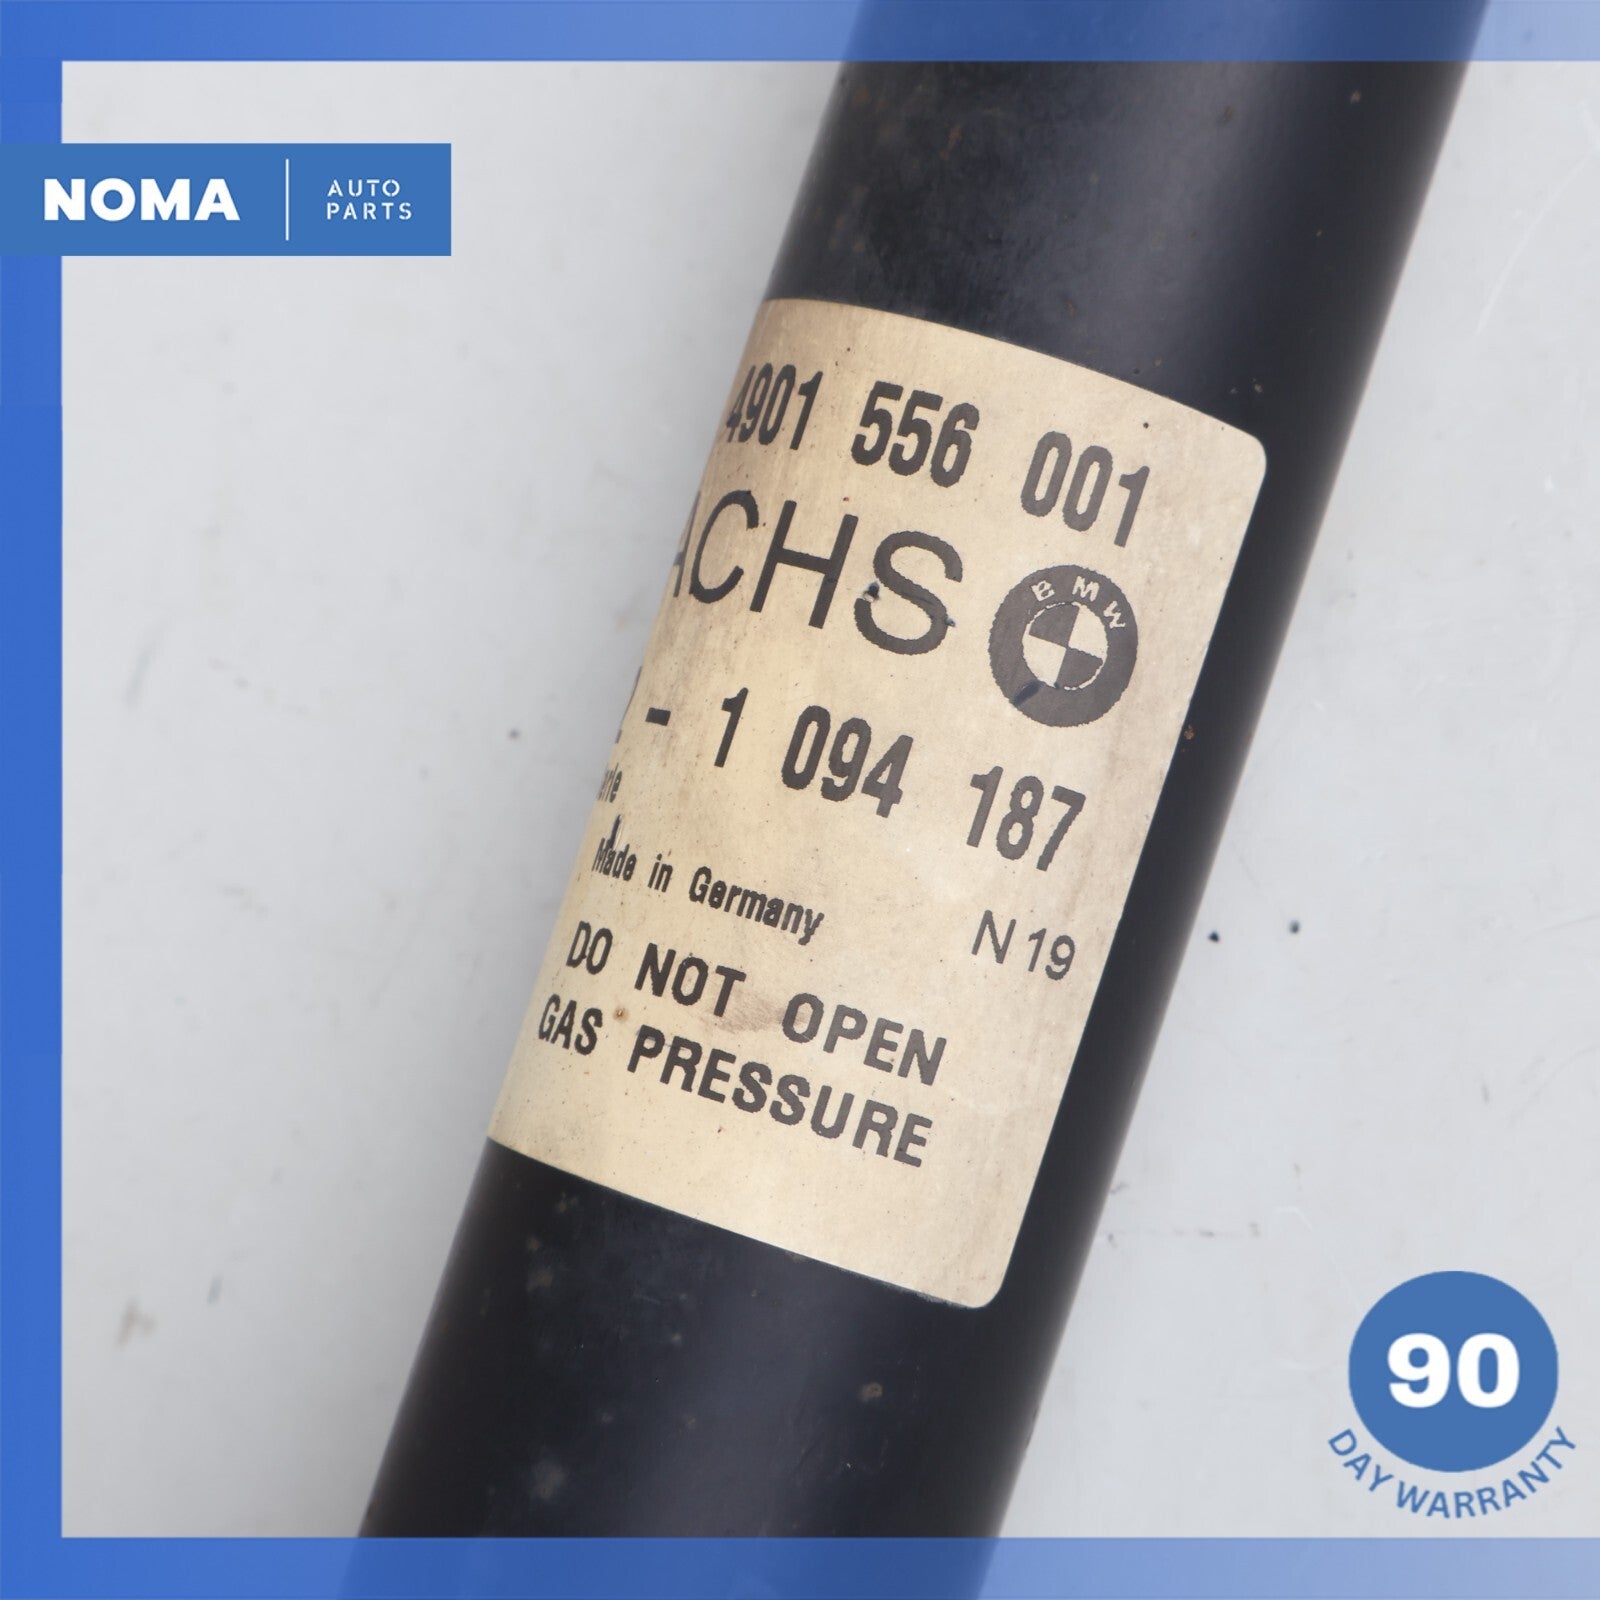 NOMA
AUTO
PARTS
4901 556 001
ACHS
BMW
- 1 094 187
Made in Germany
N 19
DO NOT OPEN
GAS PRESSURE
90
DAY WARRANTY